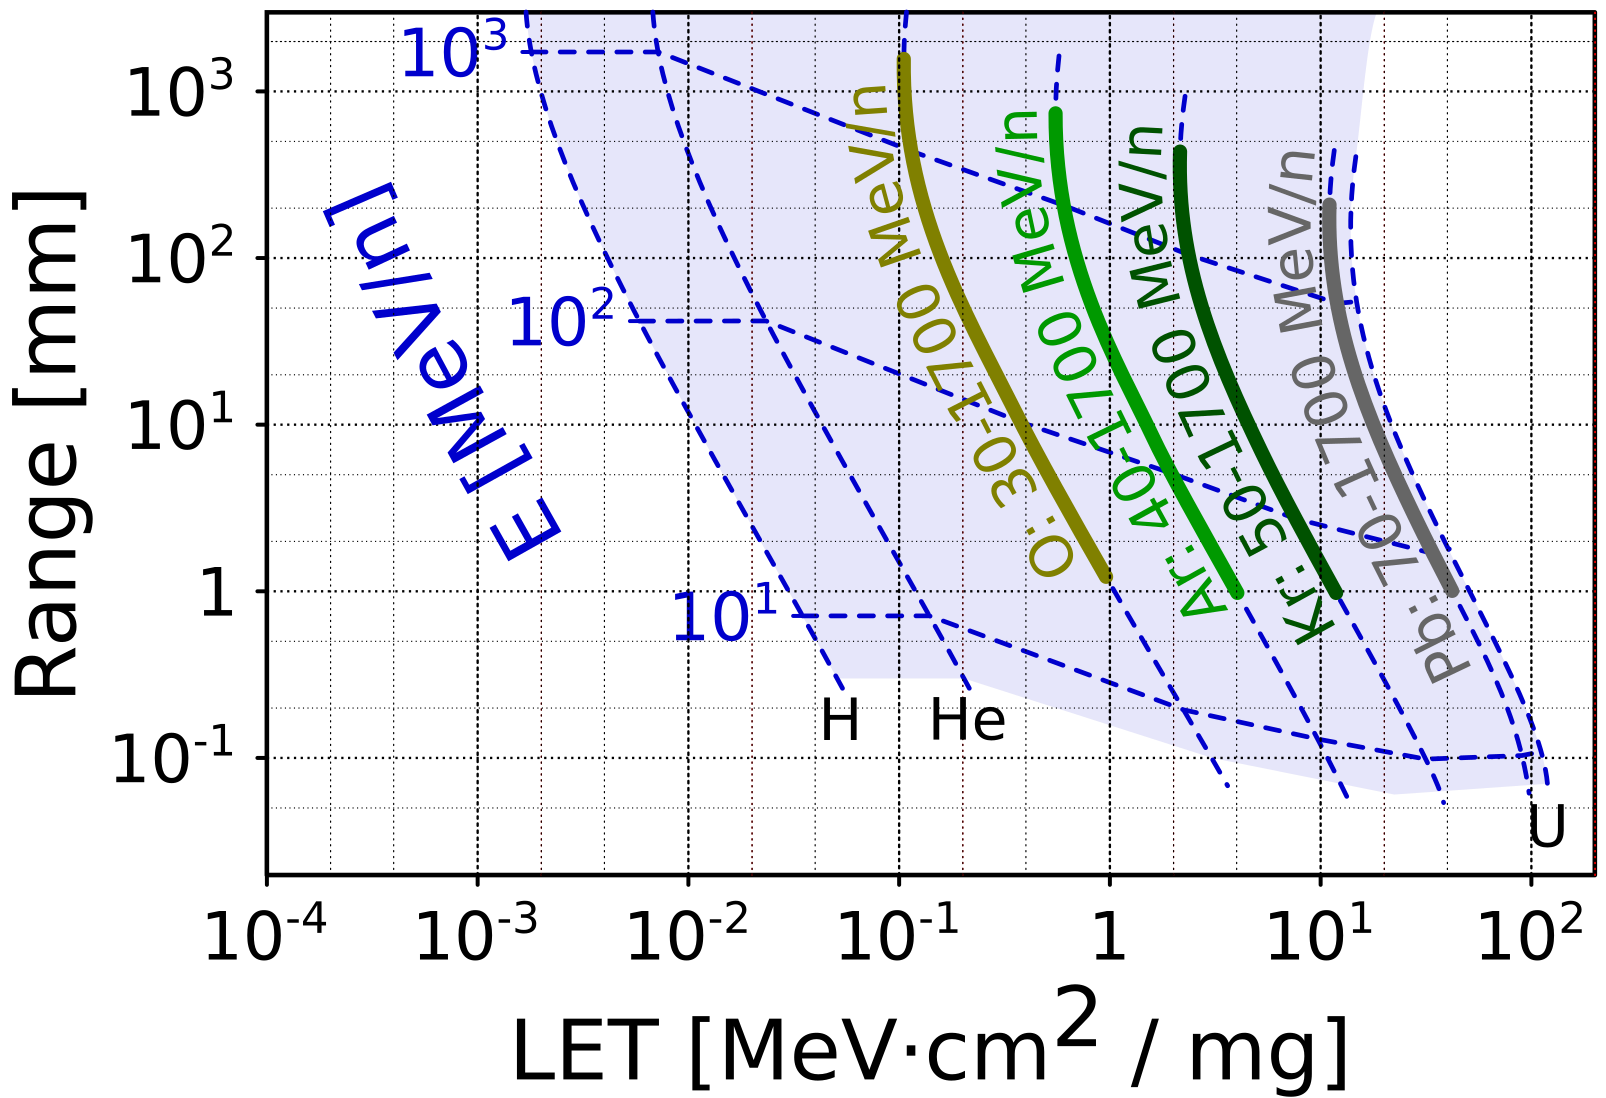 10³
10²
10¹
1
10⁻¹
Range [mm]
10³
10²
10¹
E [MeV/n]
O: 30-1700 MeV/n
Ar: 40-1700 MeV/n
Kr: 50-1700 MeV/n
Pb: 70-1700 MeV/n
H
He
U
10⁻⁴ 10⁻³ 10⁻² 10⁻¹ 1 10¹ 10²
LET [MeV·cm² / mg]